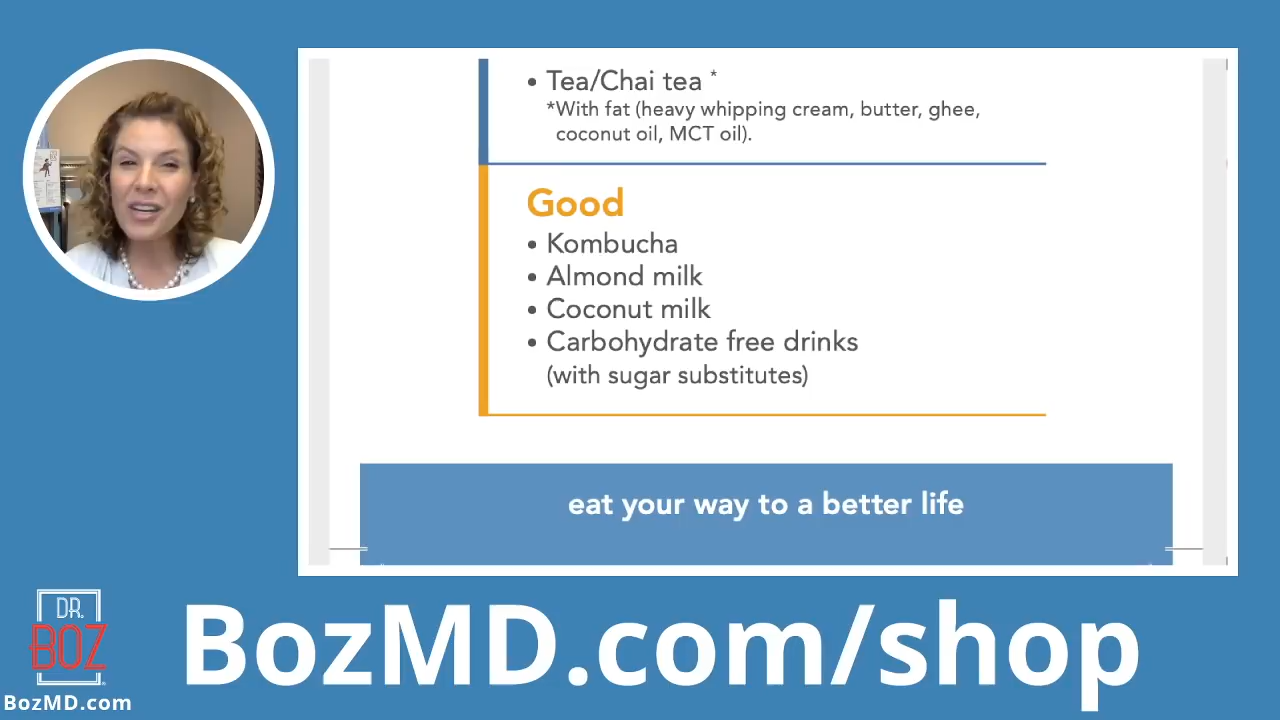 • Tea/Chai tea *
*With fat (heavy whipping cream, butter, ghee,
coconut oil, MCT oil).
Good
• Kombucha
• Almond milk
• Coconut milk
• Carbohydrate free drinks
(with sugar substitutes)
eat your way to a better life
DR.
BOZ
BozMD.com
BozMD.com/shop